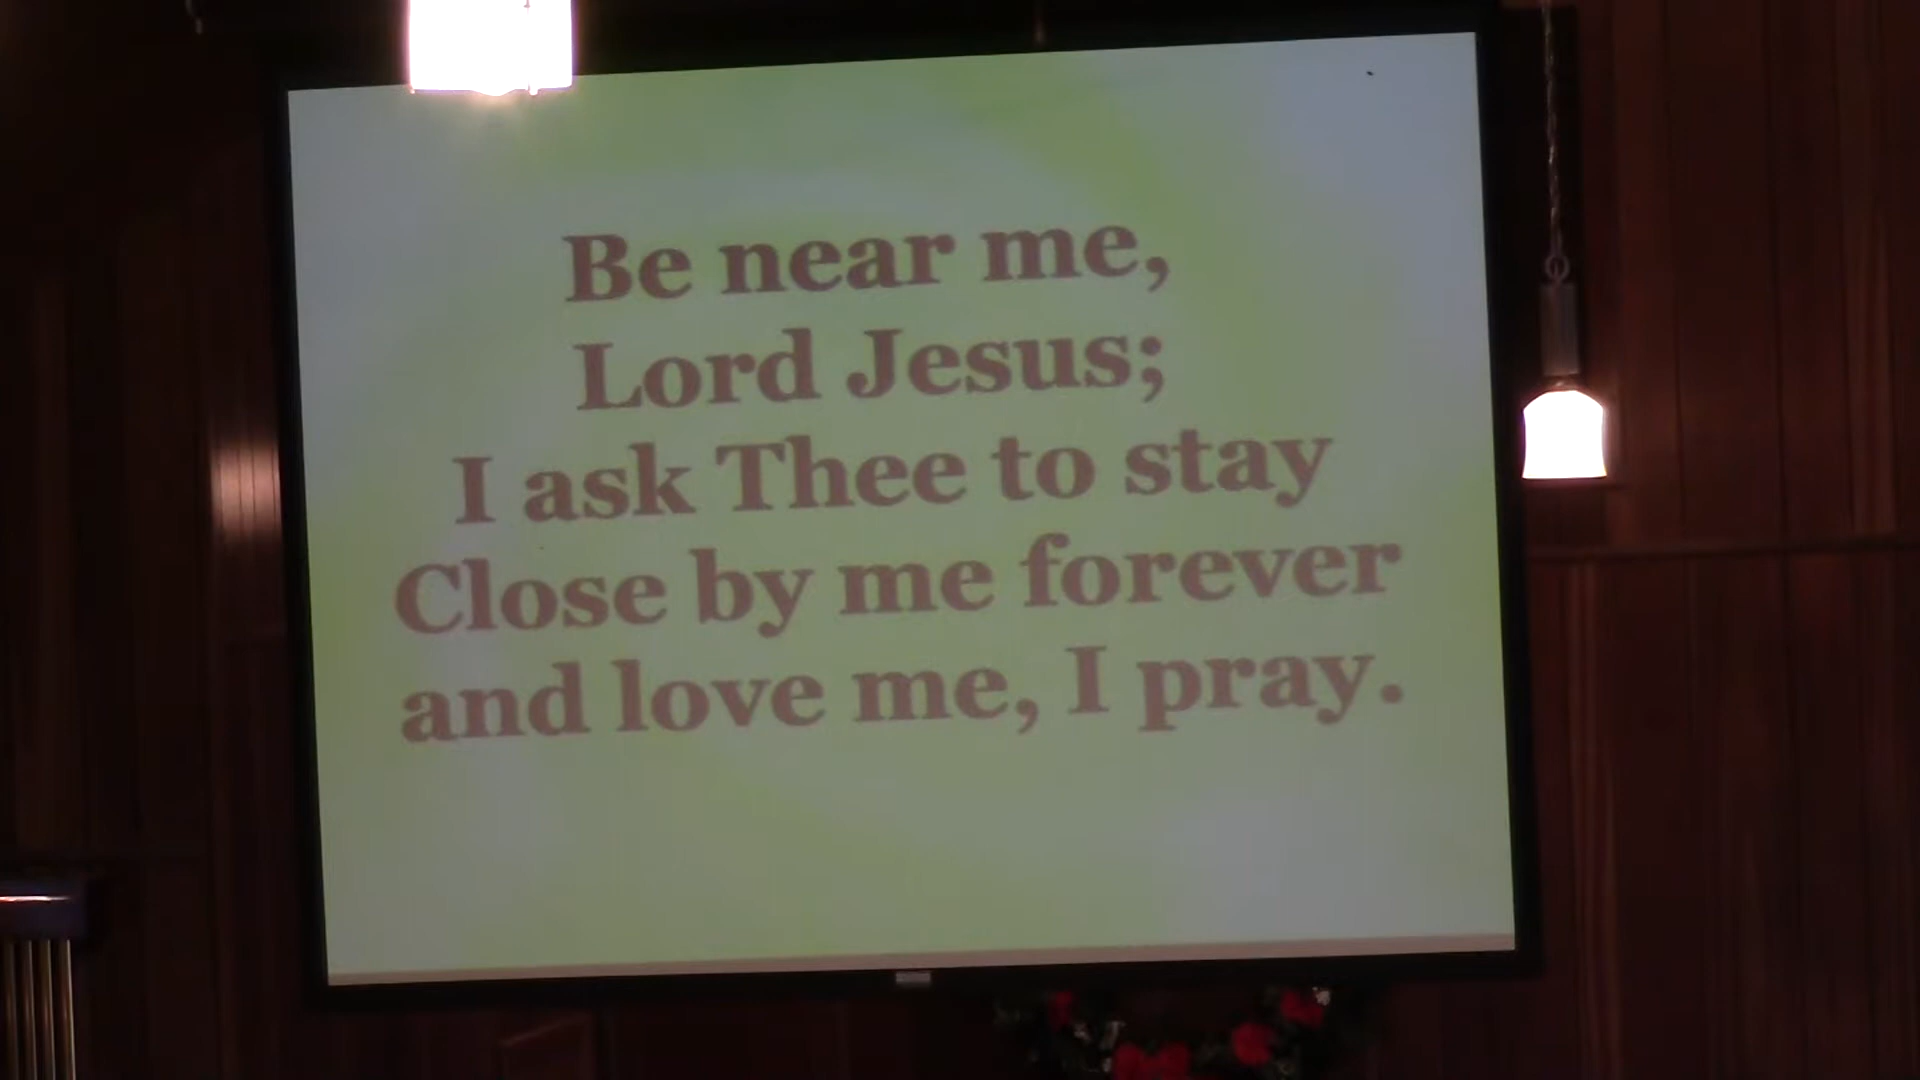 Be near me,
Lord Jesus;
I ask Thee to stay
Close by me forever
and love me, I pray.